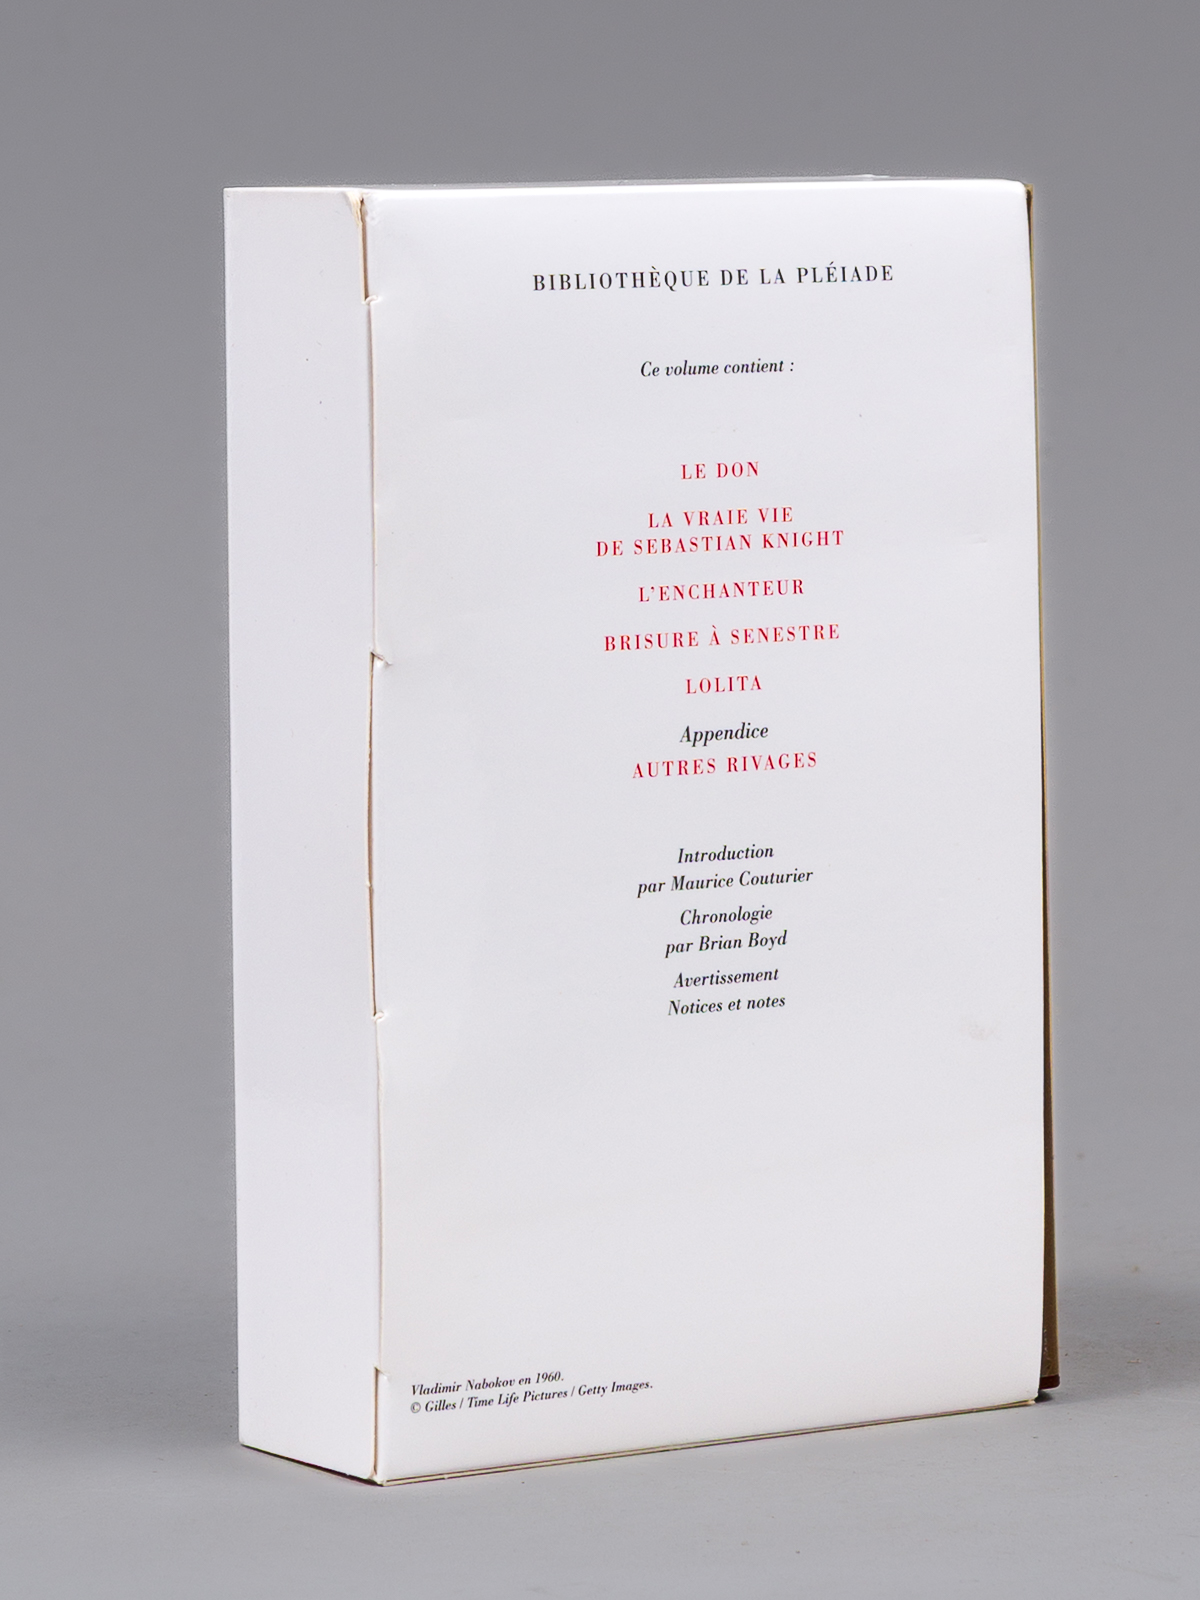 BIBLIOTHÈQUE DE LA PLÉIADE
Ce volume contient :
LE DON
LA VRAIE VIE
DE SEBASTIAN KNIGHT
L'ENCHANTEUR
BRISURE À SENESTRE
LOLITA
Appendice
AUTRES RIVAGES
Introduction
par Maurice Couturier
Chronologie
par Brian Boyd
Avertissement
Notices et notes
Vladimir Nabokov en 1960.
© Gilles / Time Life Pictures / Getty Images.